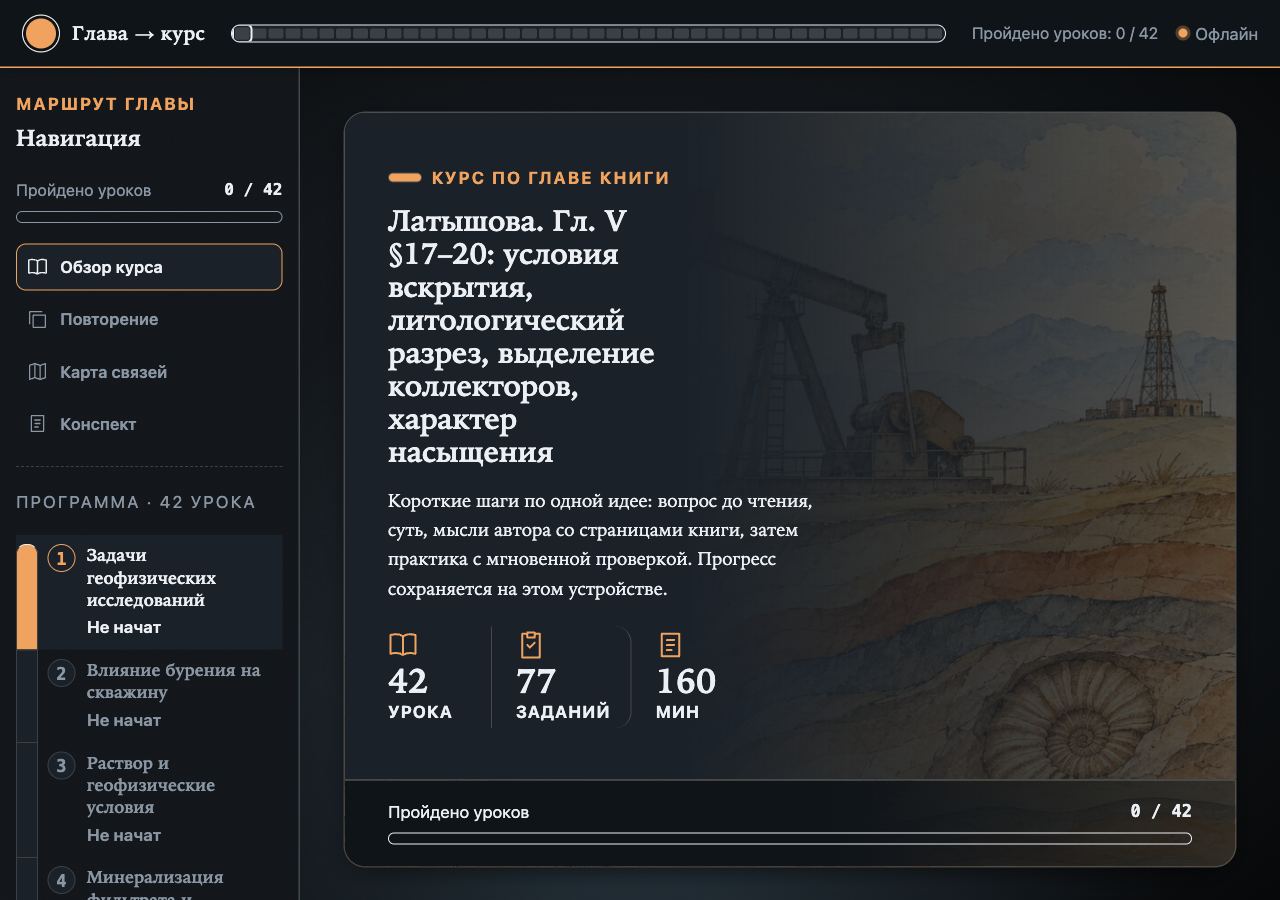 Глава → курс
Пройдено уроков: 0 / 42
Офлайн
МАРШРУТ ГЛАВЫ
Навигация
Пройдено уроков 0 / 42
Обзор курса
Повторение
Карта связей
Конспект
ПРОГРАММА · 42 УРОКА
1 Задачи
геофизических
исследований
Не начат
2 Влияние бурения на
скважину
Не начат
3 Раствор и
геофизические
условия
Не начат
4 Минерализация
фильтрата и
КУРС ПО ГЛАВЕ КНИГИ
Латышова. Гл. V
§17–20: условия
вскрытия,
литологический
разрез, выделение
коллекторов,
характер
насыщения
Короткие шаги по одной идее: вопрос до чтения,
суть, мысли автора со страницами книги, затем
практика с мгновенной проверкой. Прогресс
сохраняется на этом устройстве.
42
УРОКА
77
ЗАДАНИЙ
160
МИН
Пройдено уроков 0 / 42